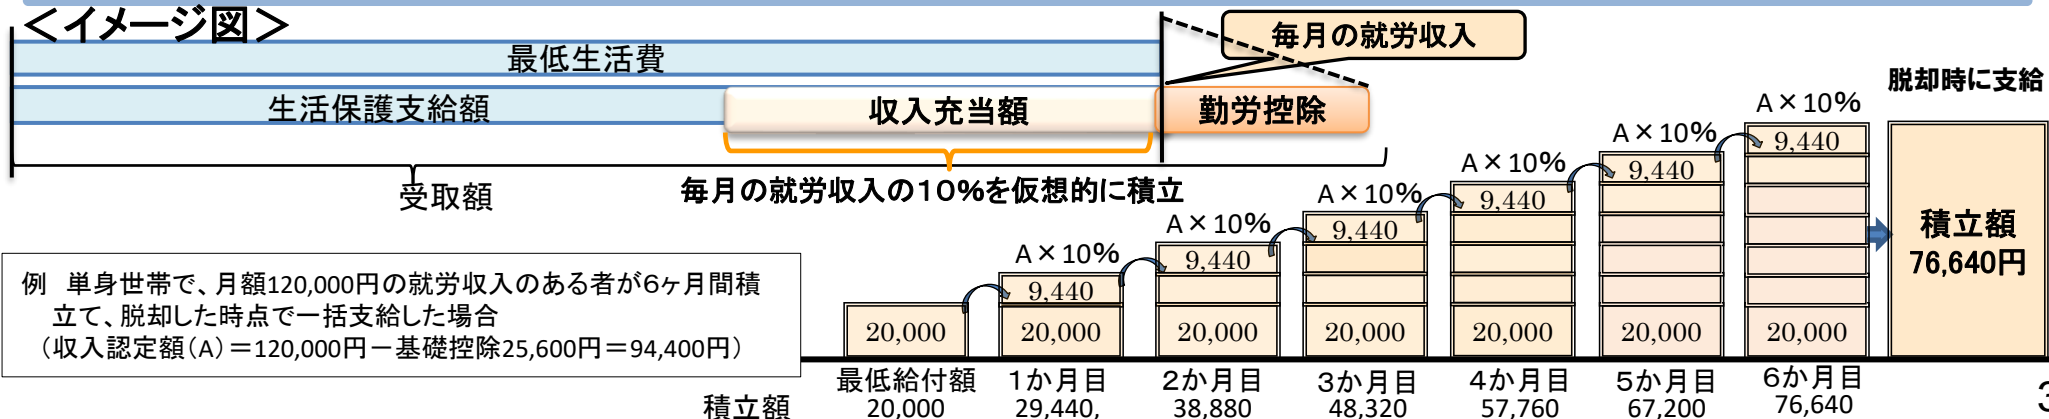 ＜イメージ図＞
毎月の就労収入
最低生活費
脱却時に支給
生活保護支給額
収入充当額
勤労控除
受取額
毎月の就労収入の１０％を仮想的に積立
例　単身世帯で、月額120,000円の就労収入のある者が６ヶ月間積
立て、脱却した時点で一括支給した場合
（収入認定額(A)＝120,000円－基礎控除25,600円＝94,400円）
A×10%
A×10%
A×10%
A×10%
A×10%
A×10%
9,440
9,440
9,440
9,440
9,440
9,440
20,000
20,000
20,000
20,000
20,000
20,000
20,000
積立額
76,640円
最低給付額
１か月目
２か月目
３か月目
４か月目
５か月目
６か月目
積立額
20,000
29,440,
38,880
48,320
57,760
67,200
76,640